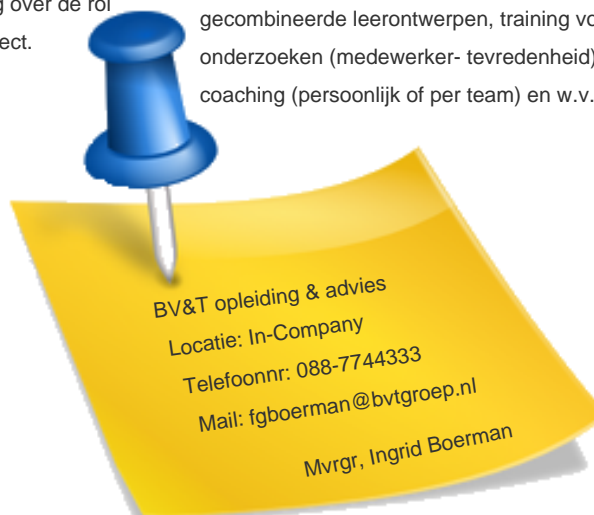 g over de rol
ect.
gecombineerde leerontwerpen, training vo
onderzoeken (medewerker- tevredenheid)
coaching (persoonlijk of per team) en w.v.
BV&T opleiding & advies
Locatie: In-Company
Telefoonnr: 088-7744333
Mail: fgboerman@bvtgroep.nl
Mvrgr, Ingrid Boerman